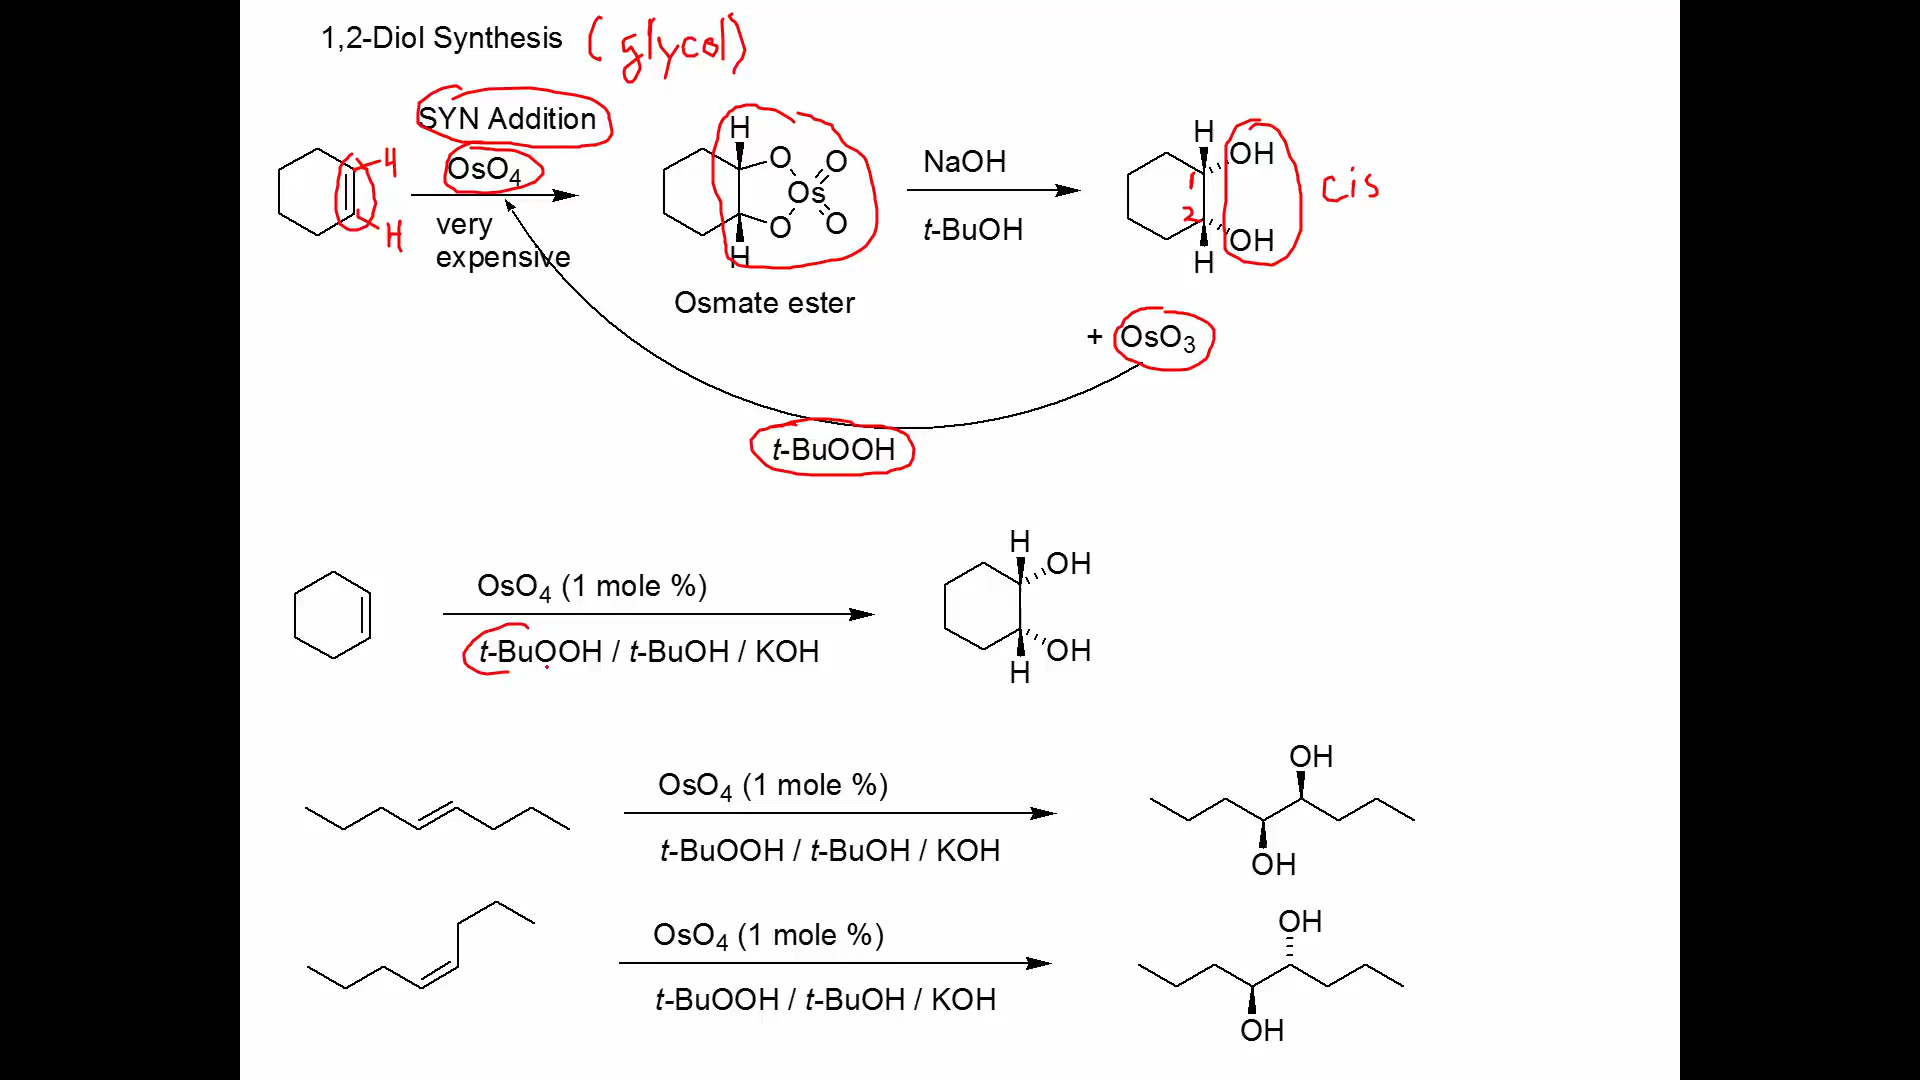 1,2-Diol Synthesis (glycol)
SYN Addition
OsO4
very
expensive
H
H
H
O
O
Os
O
O
H
Osmate ester
NaOH
t-BuOH
H
OH
1
2
OH
H
cis
+ OsO3
t-BuOOH
OsO4 (1 mole %)
t-BuOOH / t-BuOH / KOH
H
OH
OH
H
OsO4 (1 mole %)
t-BuOOH / t-BuOH / KOH
OH
OH
OsO4 (1 mole %)
t-BuOOH / t-BuOH / KOH
OH
OH